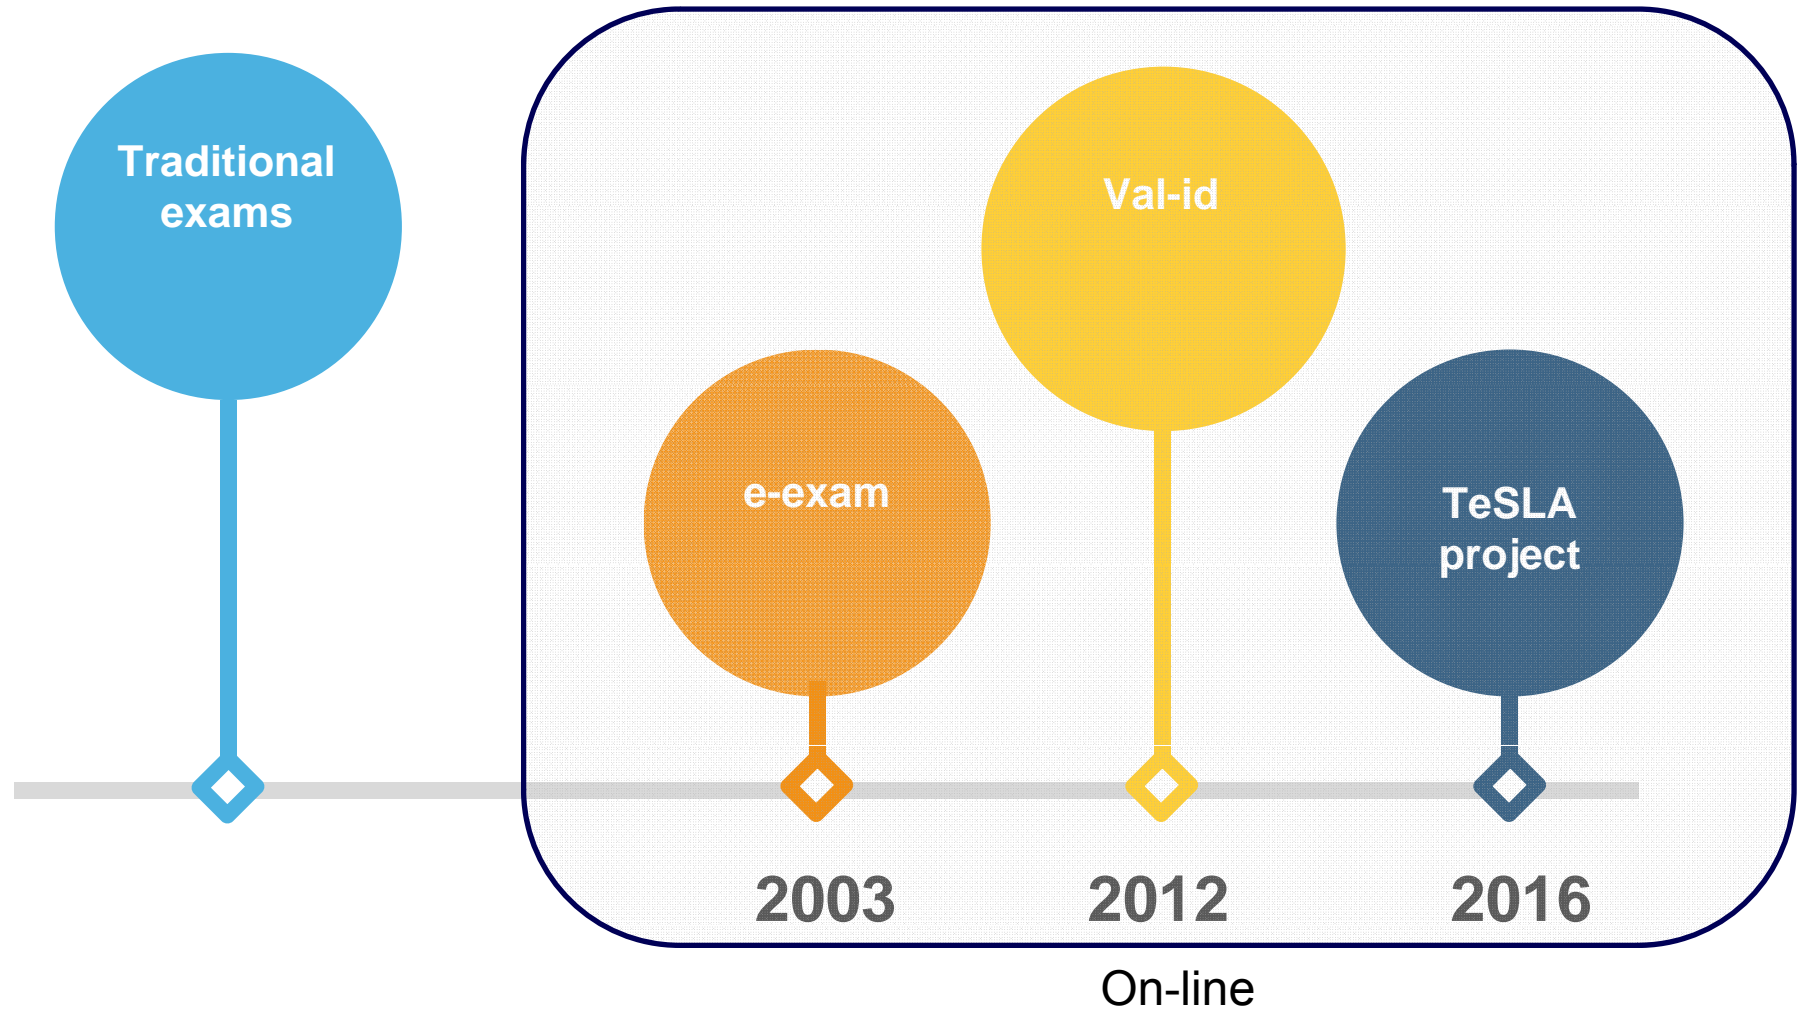 Traditional
exams
e-exam
Val-id
TeSLA
project
2003
2012
2016
On-line